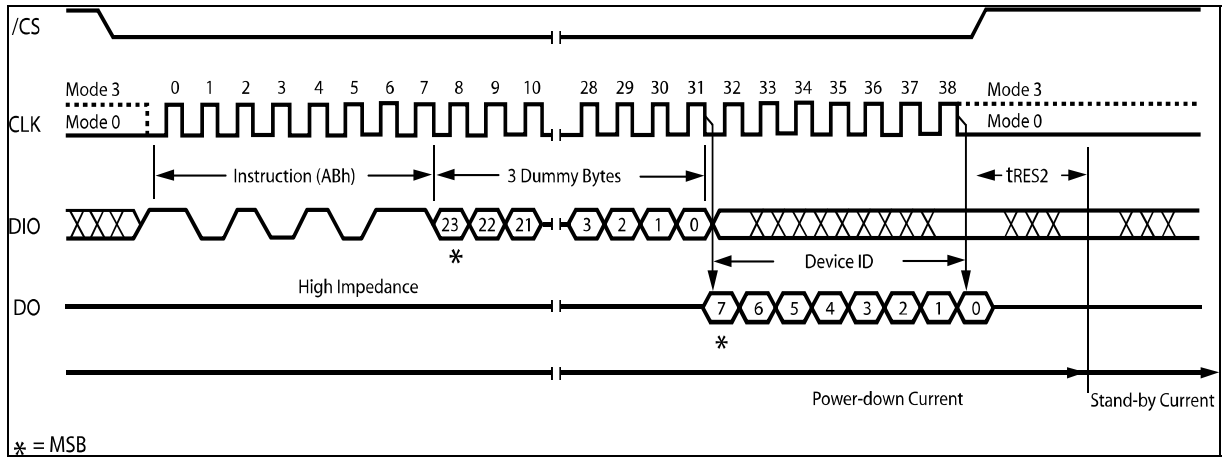 /CS
Mode 3 0 1 2 3 4 5 6 7 8 9 10 28 29 30 31 32 33 34 35 36 37 38 Mode 3
CLK Mode 0 Mode 0
Instruction (ABh) 3 Dummy Bytes tRES2
DIO 23 22 21 3 2 1 0
*
Device ID
High Impedance
DO 7 6 5 4 3 2 1 0
*
Power-down Current Stand-by Current
* = MSB